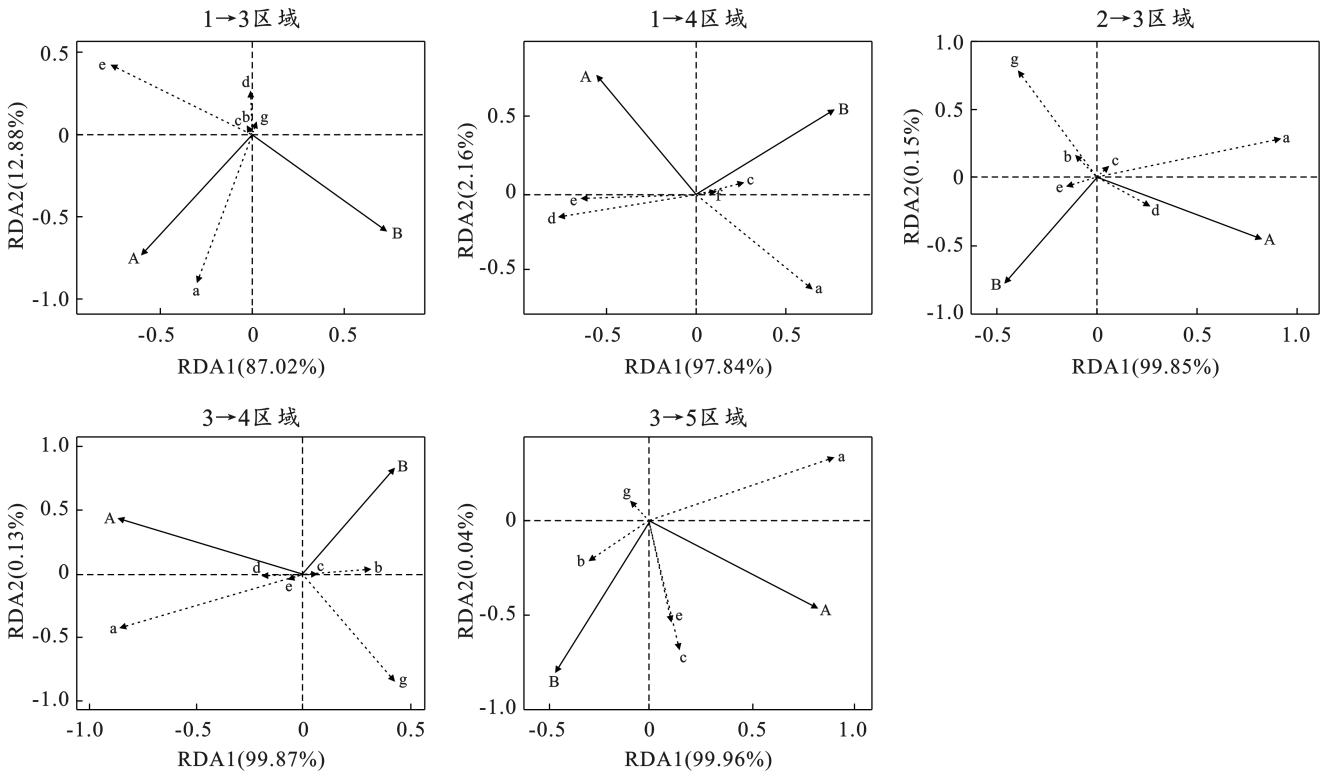 1→3区域
0.5
0
-0.5
-1.0
RDA2(12.88%)
e
d
b
c
g
A
B
a
-0.5
0
0.5
RDA1(87.02%)
1→4区域
0.5
0
-0.5
RDA2(2.16%)
A
B
c
f
e
d
a
-0.5
0
0.5
RDA1(97.84%)
2→3区域
1.0
0.5
0
-0.5
-1.0
RDA2(0.15%)
g
a
b
c
e
d
A
B
-0.5
0
0.5
1.0
RDA1(99.85%)
3→4区域
1.0
0.5
0
-0.5
-1.0
RDA2(0.13%)
B
A
d
c
b
e
a
g
-1.0
-0.5
0
0.5
RDA1(99.87%)
3→5区域
0
-0.5
-1.0
RDA2(0.04%)
a
g
b
e
A
c
B
-0.5
0
0.5
1.0
RDA1(99.96%)